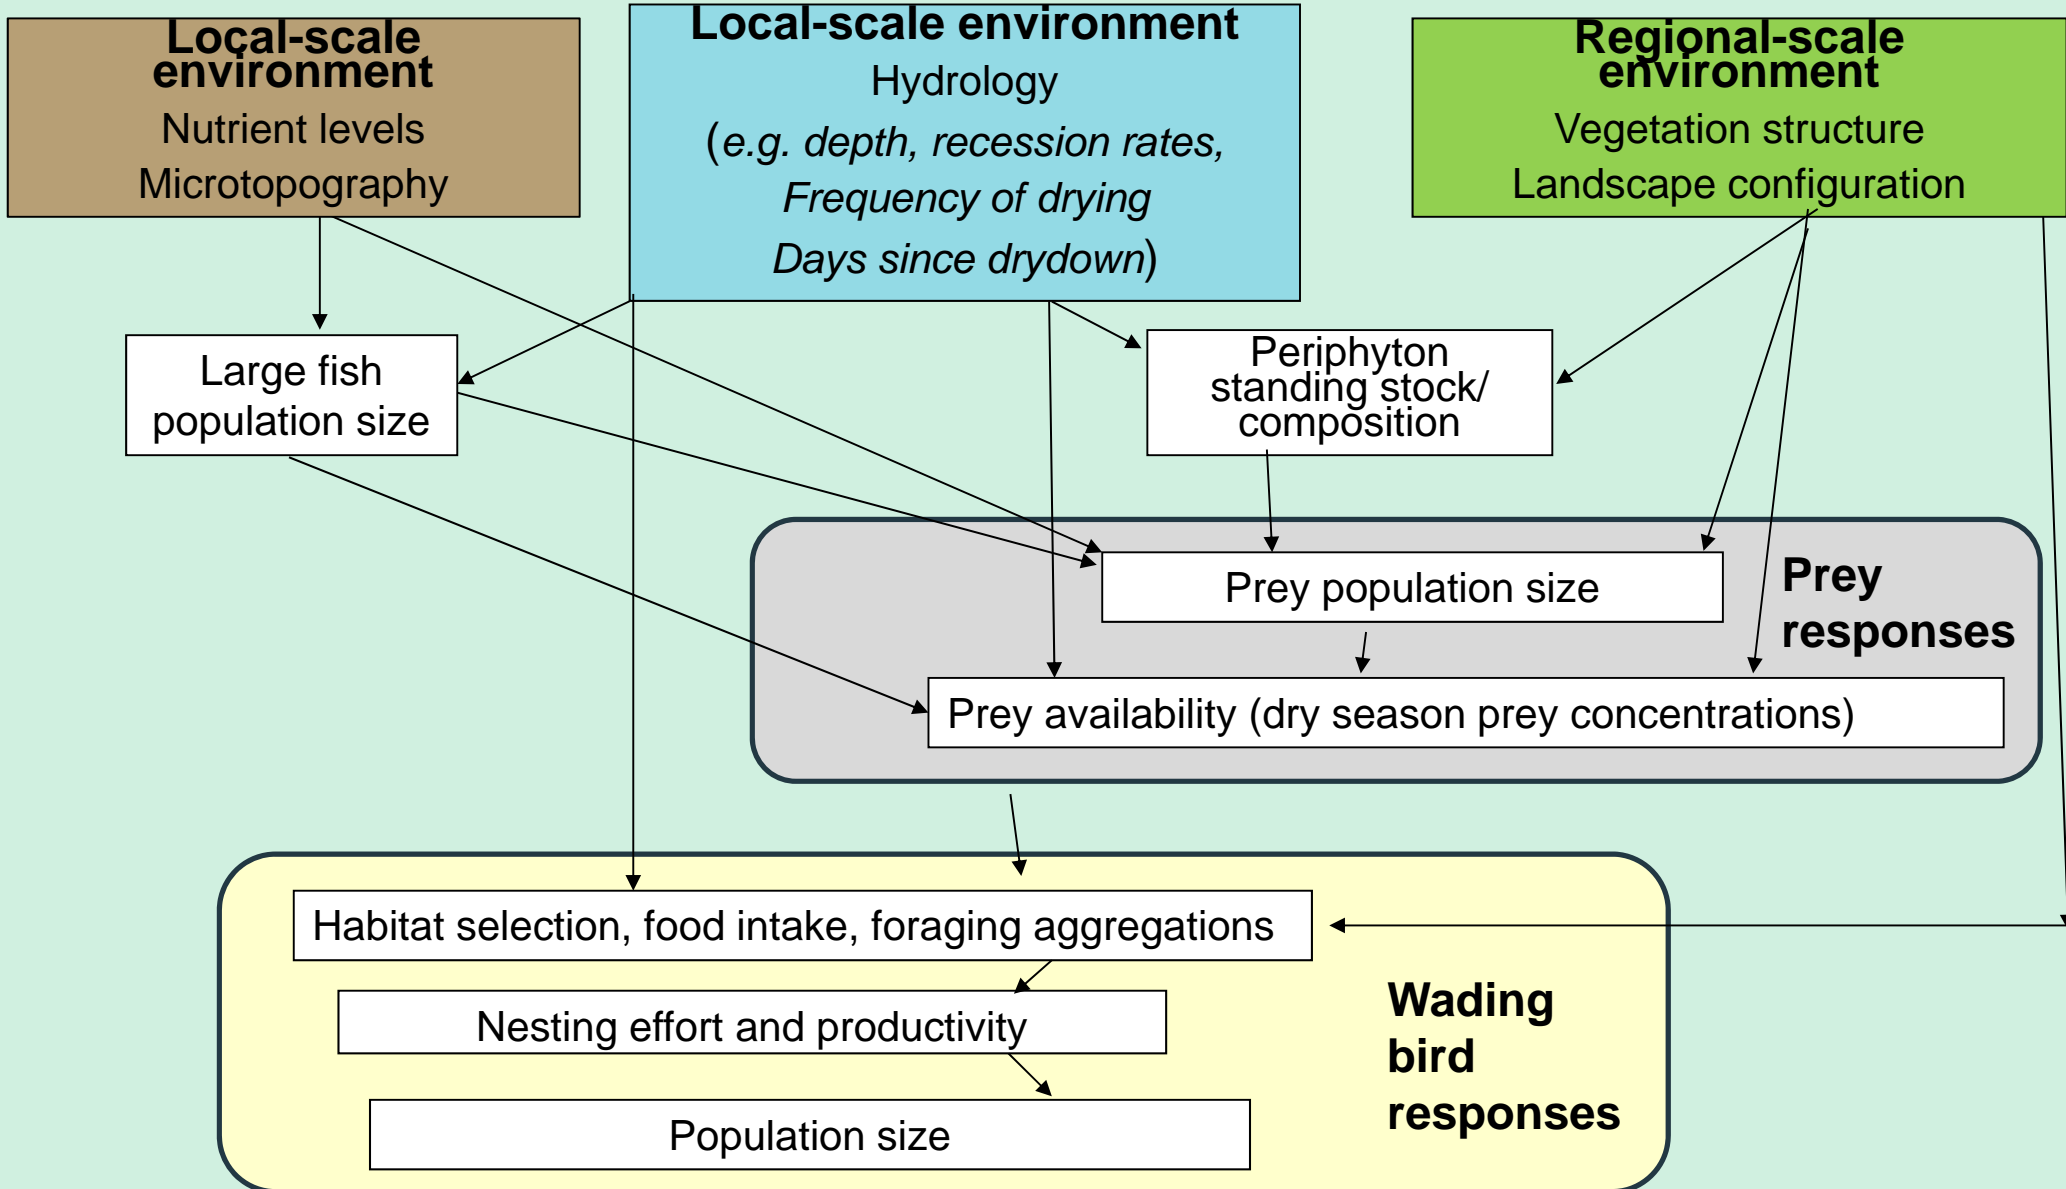 Local-scale
environment
Nutrient levels
Microtopography
Local-scale environment
Hydrology
(e.g. depth, recession rates,
Frequency of drying
Days since drydown)
Regional-scale
environment
Vegetation structure
Landscape configuration
Large fish
population size
Periphyton
standing stock/
composition
Prey population size
Prey
responses
Prey availability (dry season prey concentrations)
Habitat selection, food intake, foraging aggregations
Nesting effort and productivity
Population size
Wading
bird
responses